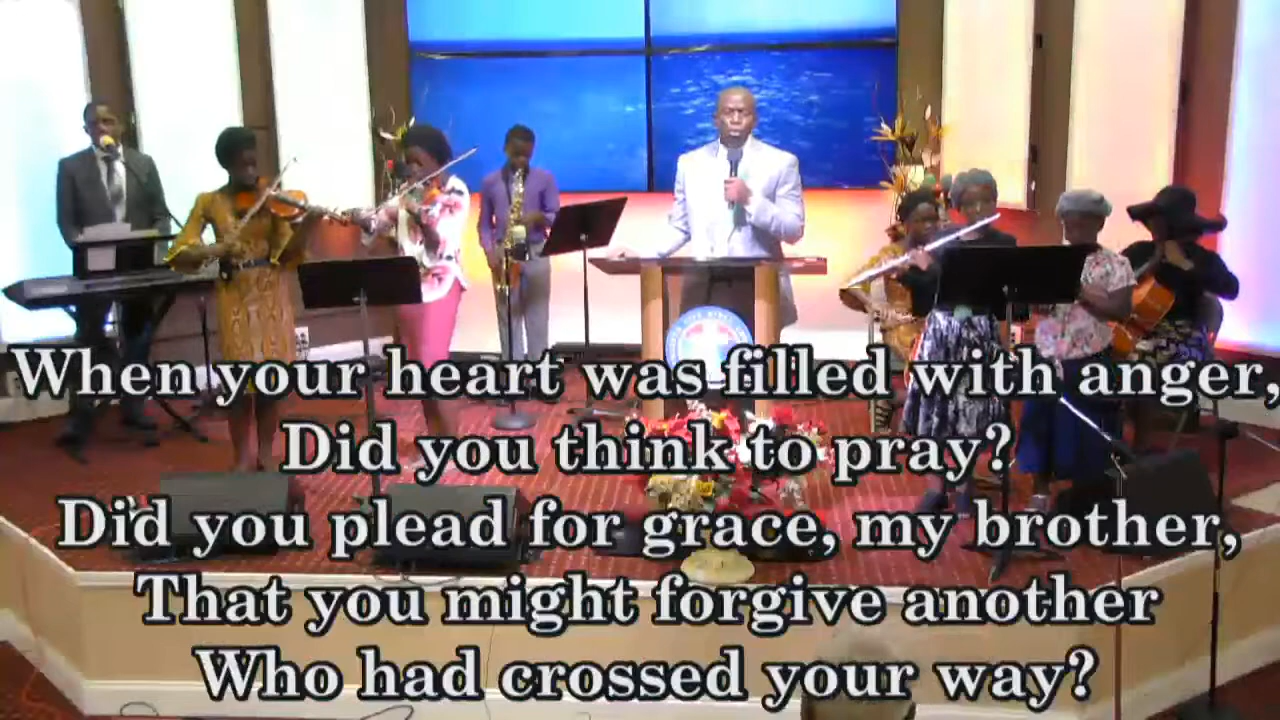 When your heart was filled with anger,
Did you think to pray?
Did you plead for grace, my brother,
That you might forgive another
Who had crossed your way?